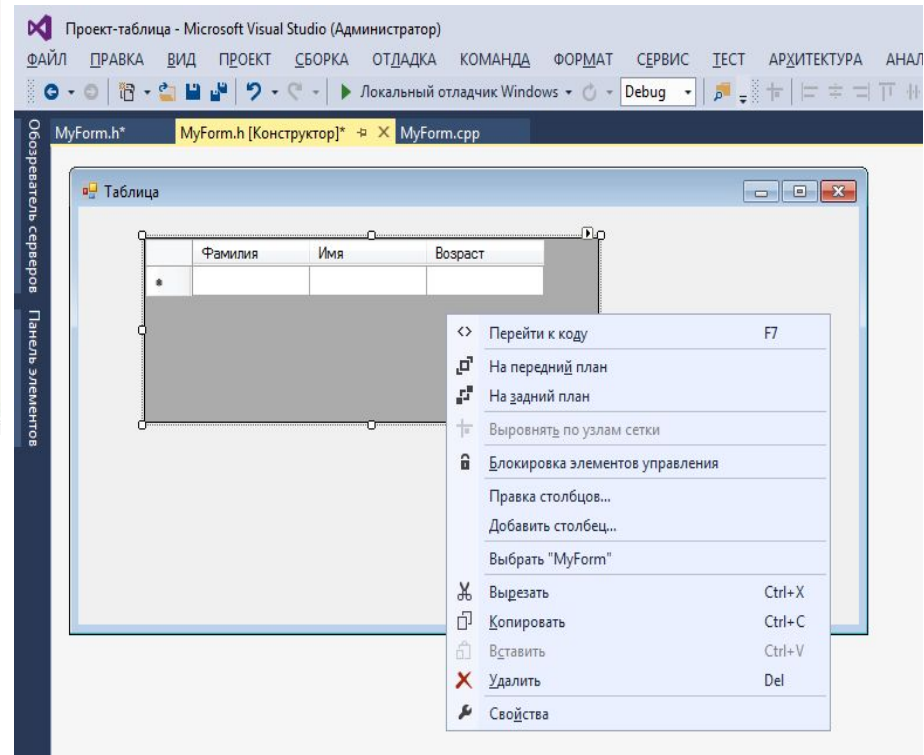 Проект-таблица - Microsoft Visual Studio (Администратор)
ФАЙЛ ПРАВКА ВИД ПРОЕКТ СБОРКА ОТЛАДКА КОМАНДА ФОРМАТ СЕРВИС ТЕСТ АРХИТЕКТУРА АНАЛ
Локальный отладчик Windows Debug
Обозреватель серверов
Панель элементов
MyForm.h* MyForm.h [Конструктор]* MyForm.cpp
Таблица
Фамилия Имя Возраст
Перейти к коду F7
На передний план
На задний план
Выровнять по узлам сетки
Блокировка элементов управления
Правка столбцов...
Добавить столбец...
Выбрать "MyForm"
Вырезать Ctrl+X
Копировать Ctrl+C
Вставить Ctrl+V
Удалить Del
Свойства